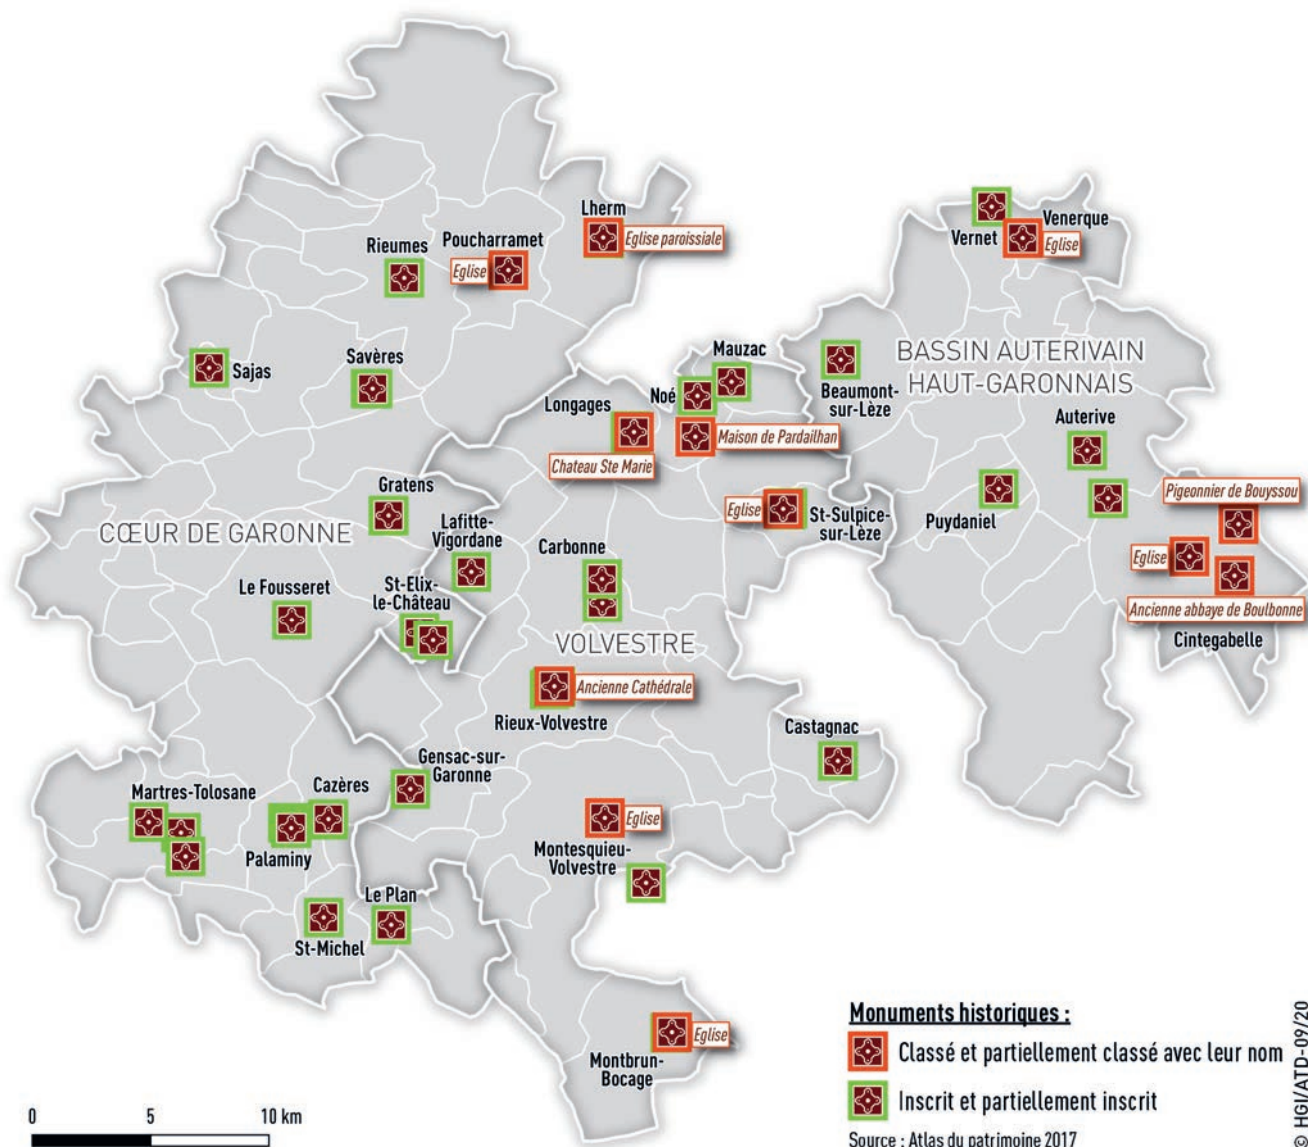 Lherm
Eglise paroissiale
Rieumes
Poucharramet
Eglise
Vernet
Venerque
Eglise
Sajas
Savères
Mauzac
Noé
Longages
Chateau Ste Marie
Maison de Pardailhan
Beaumont-
sur-Lèze
BASSIN AUTERIVAIN
HAUT-GARONNAIS
Auterive
Puydaniel
Pigeonnier de Bouyssou
Eglise
Ancienne abbaye de Boulbonne
Cintegabelle
Eglise
St-Sulpice-
sur-Lèze
CŒUR DE GARONNE
Gratens
Lafitte-
Vigordane
Carbonne
Le Fousseret
St-Elix-
le-Château
VOLVESTRE
Ancienne Cathédrale
Rieux-Volvestre
Castagnac
Gensac-sur-
Garonne
Martres-Tolosane
Cazères
Palaminy
Eglise
Montesquieu-
Volvestre
Le Plan
St-Michel
Eglise
Montbrun-
Bocage
0 5 10 km
Monuments historiques :
Classé et partiellement classé avec leur nom
Inscrit et partiellement inscrit
Source : Atlas du patrimoine 2017
© HGI/ATD-09/20